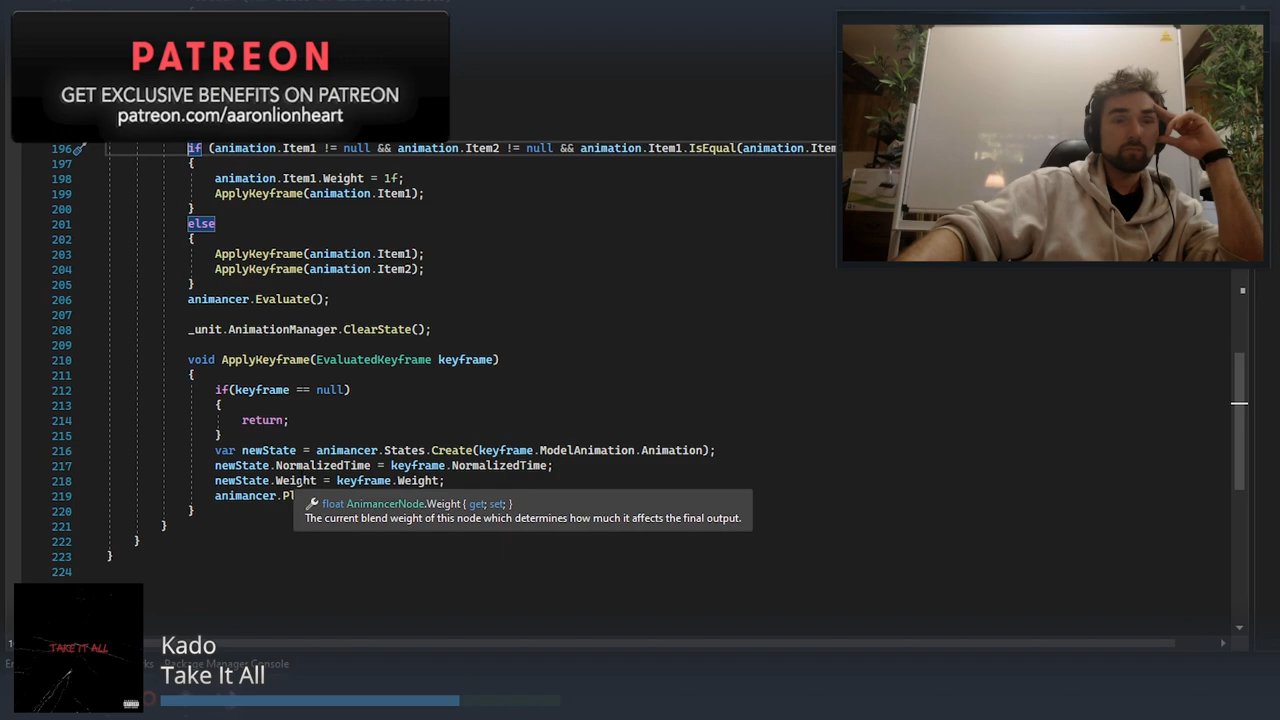 PATREON
GET EXCLUSIVE BENEFITS ON PATREON
patreon.com/aaronlionheart
196 if (animation.Item1 != null && animation.Item2 != null && animation.Item1.IsEqual(animation.Item
197 {
198 animation.Item1.Weight = 1f;
199 ApplyKeyframe(animation.Item1);
200 }
201 else
202 {
203 ApplyKeyframe(animation.Item1);
204 ApplyKeyframe(animation.Item2);
205 }
206 animancer.Evaluate();
207
208 _unit.AnimationManager.ClearState();
209
210 void ApplyKeyframe(EvaluatedKeyframe keyframe)
211 {
212 if(keyframe == null)
213 {
214 return;
215 }
216 var newState = animancer.States.Create(keyframe.ModelAnimation.Animation);
217 newState.NormalizedTime = keyframe.NormalizedTime;
218 newState.Weight = keyframe.Weight;
219 animancer.Pl
float AnimancerNode.Weight { get; set; }
The current blend weight of this node which determines how much it affects the final output.
220 }
221 }
222 }
223 }
224
TAKE IT ALL
Kado
Package Manager Console
Take It All